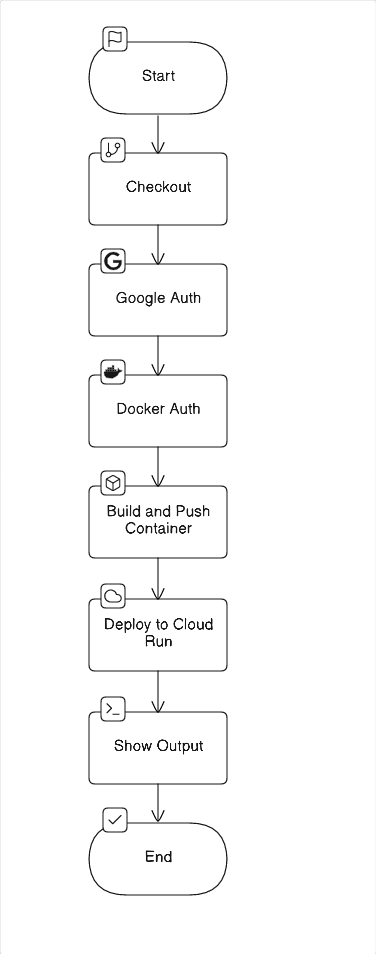 Start
Checkout
Google Auth
Docker Auth
Build and Push
Container
Deploy to Cloud
Run
Show Output
End